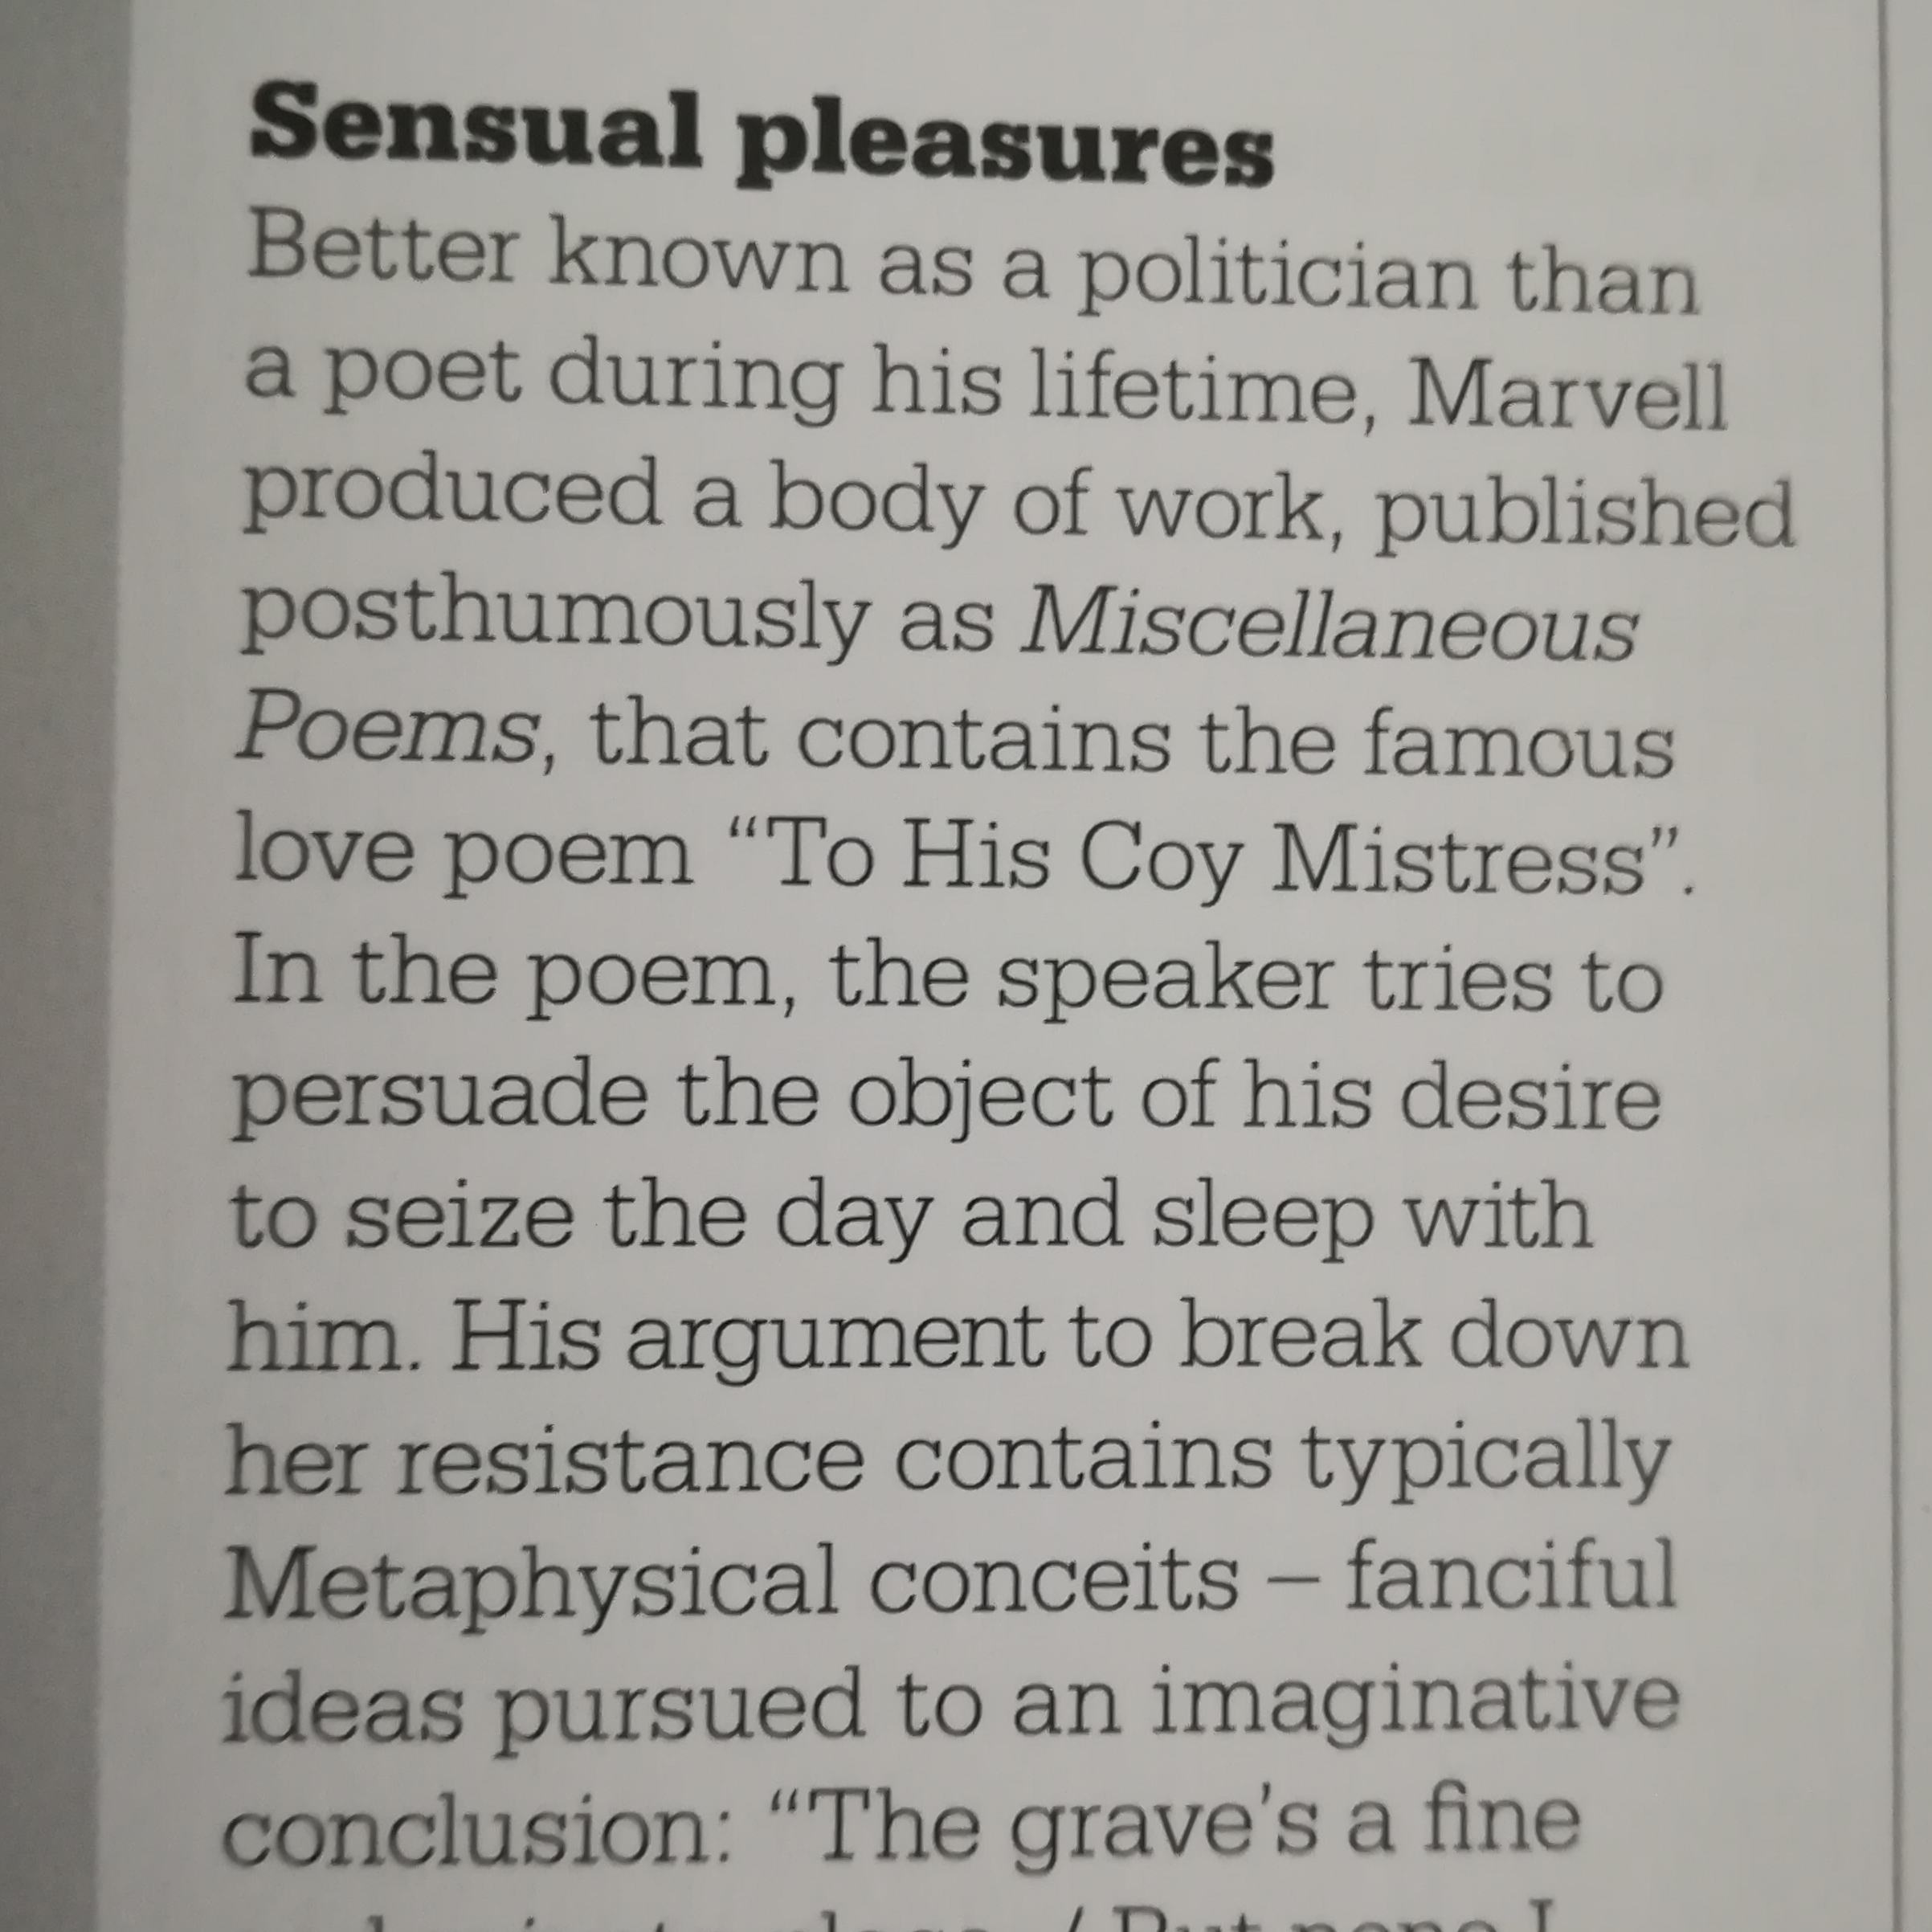 Sensual pleasures
Better known as a politician than
a poet during his lifetime, Marvell
produced a body of work, published
posthumously as Miscellaneous
Poems, that contains the famous
love poem “To His Coy Mistress”.
In the poem, the speaker tries to
persuade the object of his desire
to seize the day and sleep with
him. His argument to break down
her resistance contains typically
Metaphysical conceits – fanciful
ideas pursued to an imaginative
conclusion: “The grave’s a fine